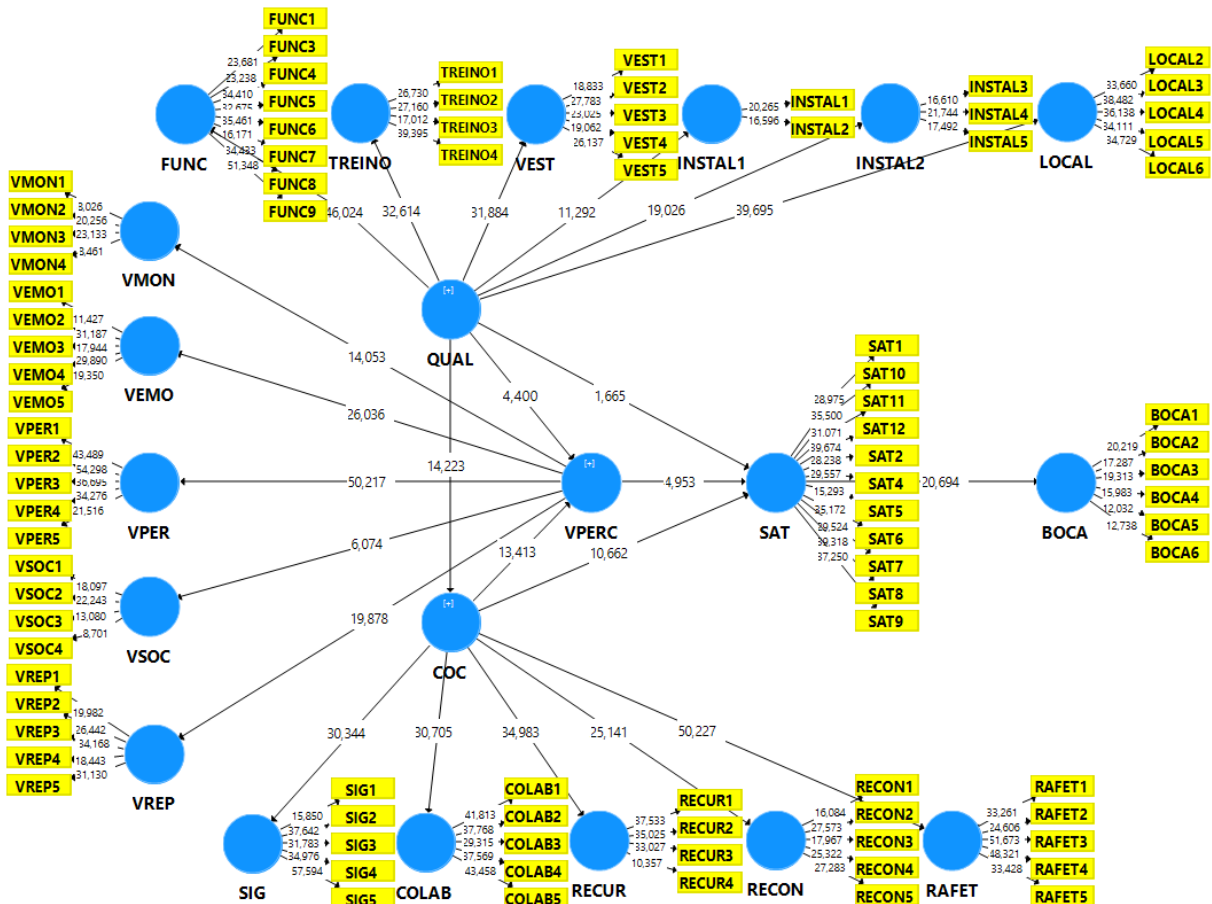 FUNC1
FUNC3
FUNC4
FUNC5
FUNC6
FUNC7
FUNC8
FUNC9
23,681
34,410
35,461
16,171
34,433
51,348
FUNC
TREINO1
TREINO2
TREINO3
TREINO4
26,730
27,160
17,012
39,395
TREINO
VEST1
VEST2
VEST3
VEST4
VEST5
18,833
27,783
23,025
19,062
26,137
VEST
INSTAL1
INSTAL2
20,265
16,596
INSTAL1
INSTAL3
INSTAL4
INSTAL5
16,610
21,744
17,492
INSTAL2
LOCAL2
LOCAL3
LOCAL4
LOCAL5
LOCAL6
33,660
38,482
36,138
34,111
34,729
LOCAL
46,024
32,614
31,884
11,292
19,026
39,695
VMON1
VMON2
VMON3
VMON4
20,256
23,133
VMON
VEMO1
VEMO2
VEMO3
VEMO4
VEMO5
11,427
31,187
17,944
29,890
19,350
VEMO
VPER1
VPER2
VPER3
VPER4
VPER5
43,489
54,298
36,695
34,276
21,516
VPER
VSOC1
VSOC2
VSOC3
VSOC4
18,097
22,243
13,080
8,701
VSOC
VREP1
VREP2
VREP3
VREP4
VREP5
19,982
26,442
34,168
18,443
31,130
VREP
14,053
26,036
50,217
6,074
19,878
[+]
QUAL
4,400
1,665
14,223
[+]
VPERC
4,953
13,413
10,662
[+]
COC
SAT1
SAT10
SAT11
SAT12
SAT2
SAT4
SAT5
SAT6
SAT7
SAT8
SAT9
28,975
35,500
31,071
39,674
28,238
29,557
15,293
35,172
39,318
37,250
SAT
20,694
BOCA1
BOCA2
BOCA3
BOCA4
BOCA5
BOCA6
20,219
17,287
19,313
15,983
12,032
12,738
BOCA
30,344
30,705
34,983
25,141
50,227
SIG1
SIG2
SIG3
SIG4
SIG5
15,850
37,642
31,783
34,976
57,594
SIG
COLAB1
COLAB2
COLAB3
COLAB4
COLAB5
41,813
37,768
29,315
37,569
43,458
COLAB
RECUR1
RECUR2
RECUR3
RECUR4
37,533
35,025
33,027
10,357
RECUR
RECON1
RECON2
RECON3
RECON4
RECON5
16,084
27,573
17,967
25,322
27,283
RECON
RAFET1
RAFET2
RAFET3
RAFET4
RAFET5
33,261
24,606
51,673
48,321
33,428
RAFET